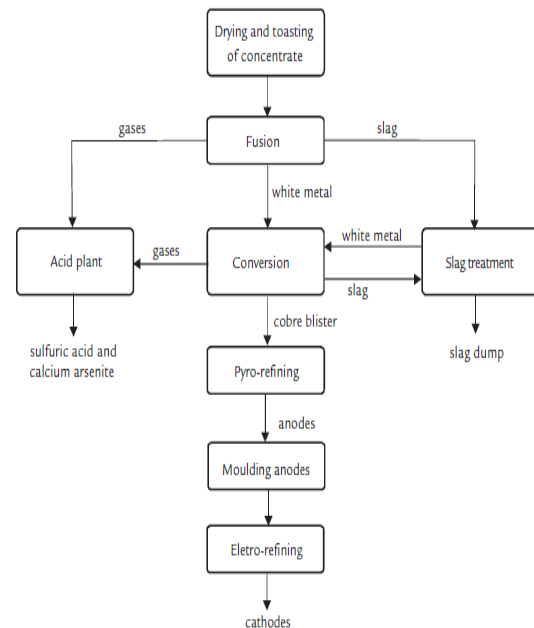 Drying and toasting
of concentrate
gases
slag
Fusion
white metal
white metal
gases
Acid plant
Conversion
Slag treatment
slag
cobre blister
sulfuric acid and
calcium arsenite
slag dump
Pyro-refining
anodes
Moulding anodes
Eletro-refining
cathodes